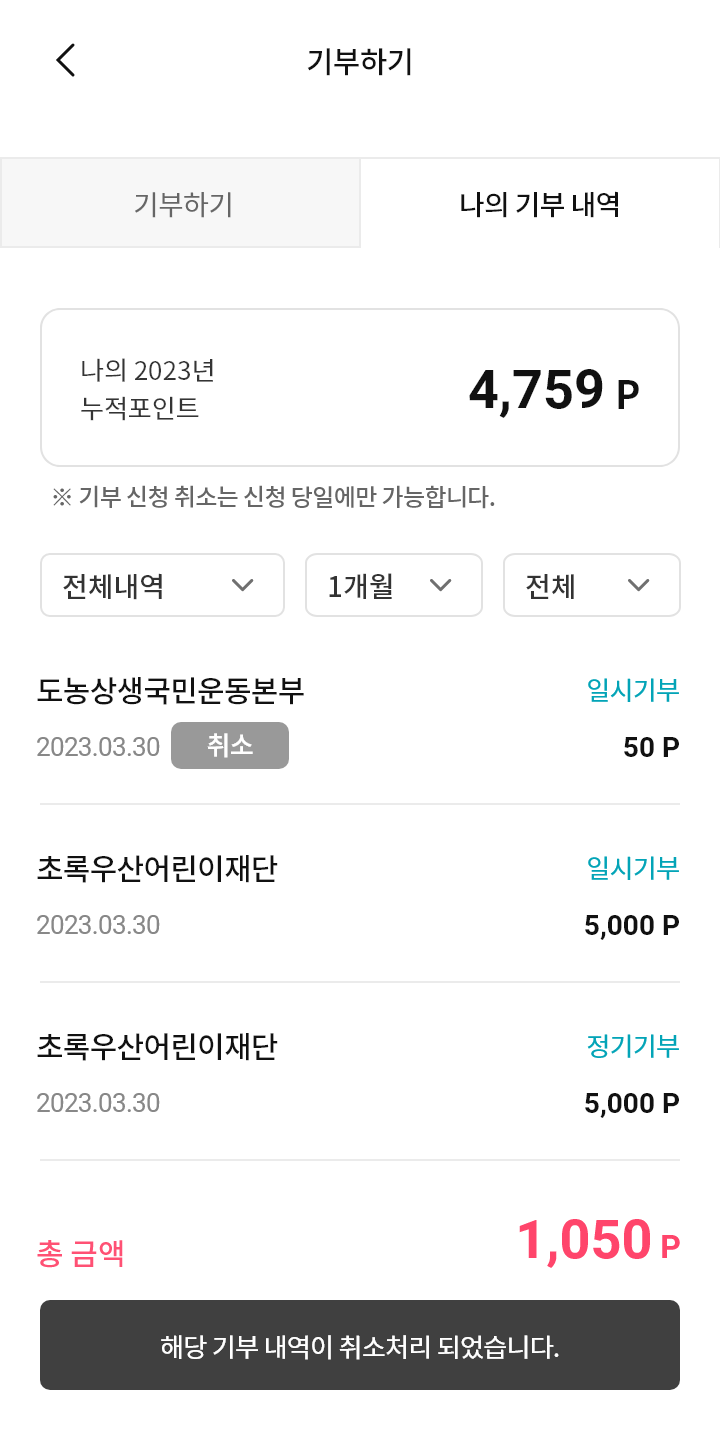 기부하기
기부하기 나의 기부 내역
나의 2023년
누적포인트
4,759 P
※ 기부 신청 취소는 신청 당일에만 가능합니다.
전체내역 1개월 전체
도농상생국민운동본부 일시기부
2023.03.30 취소 50 P
초록우산어린이재단 일시기부
2023.03.30 5,000 P
초록우산어린이재단 정기기부
2023.03.30 5,000 P
총 금액 1,050 P
해당 기부 내역이 취소처리 되었습니다.